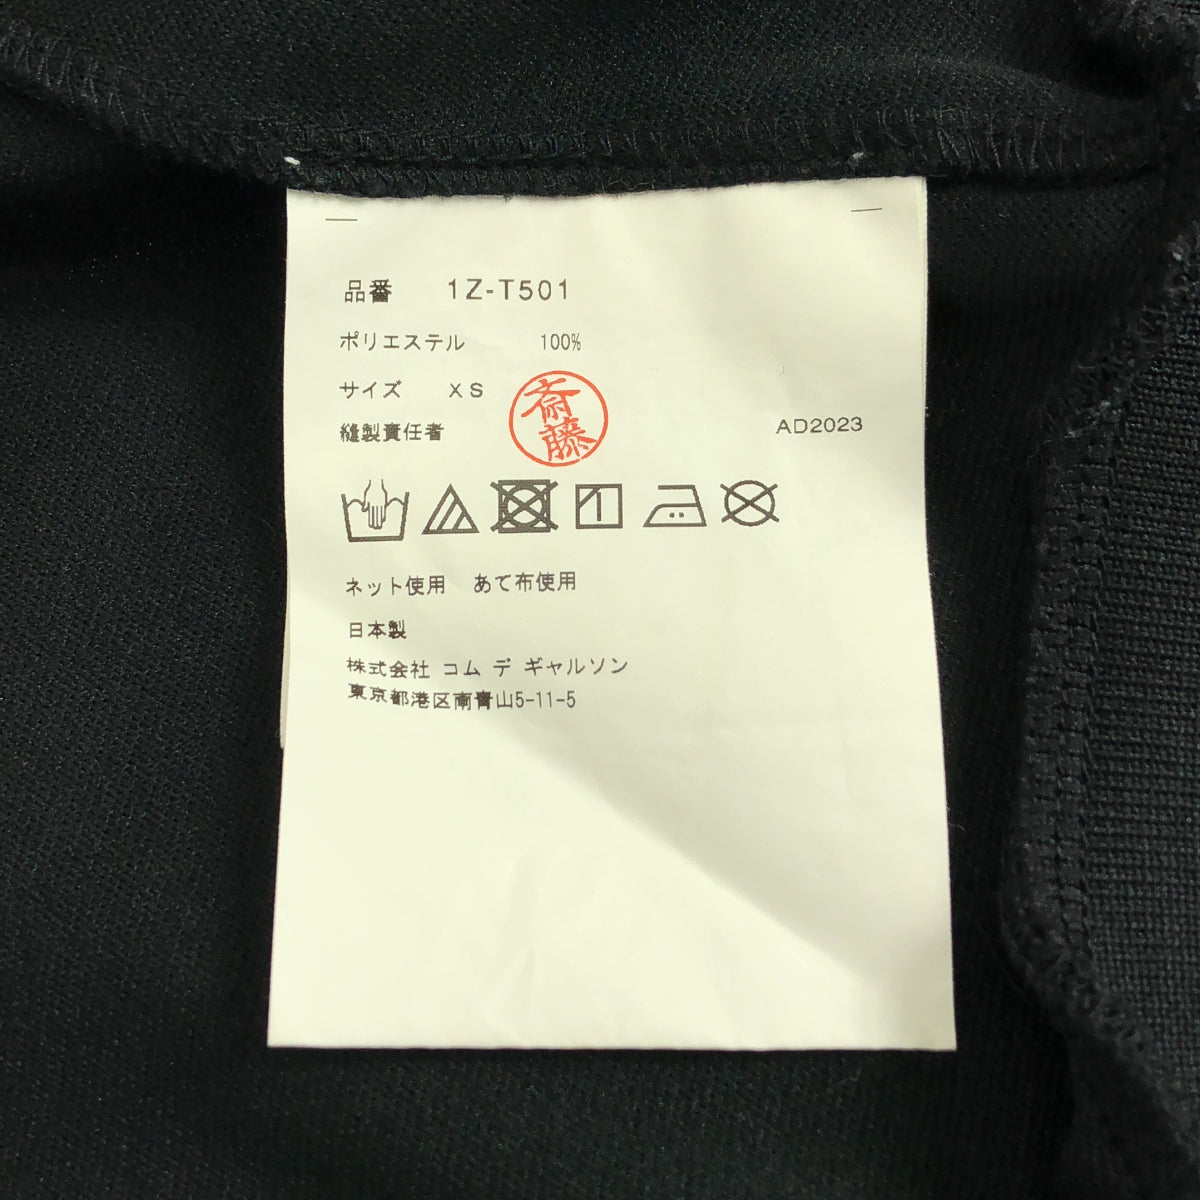 品番 1Z-T501
ポリエステル 100%
サイズ XS
縫製責任者 斎藤 AD2023
ネット使用 あて布使用
日本製
株式会社 コム デ ギャルソン
東京都港区南青山5-11-5